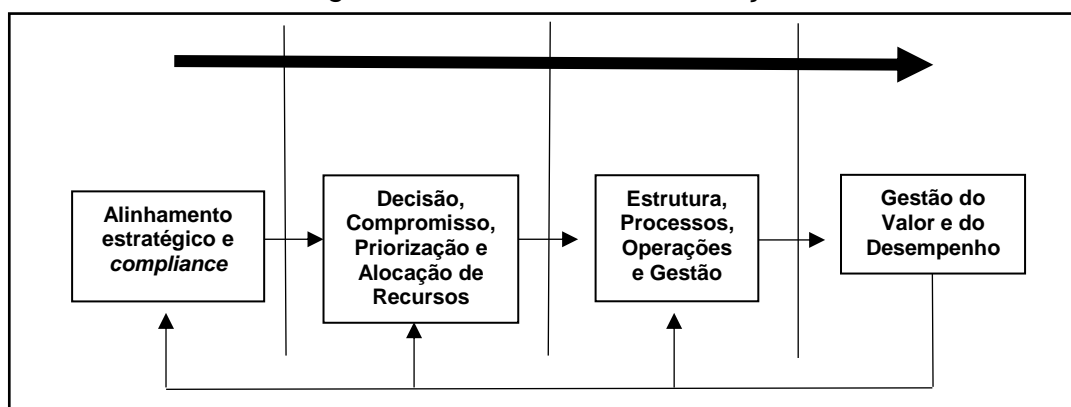 Alinhamento
estratégico e
compliance
Decisão,
Compromisso,
Priorização e
Alocação de
Recursos
Estrutura,
Processos,
Operações
e Gestão
Gestão do
Valor e do
Desempenho